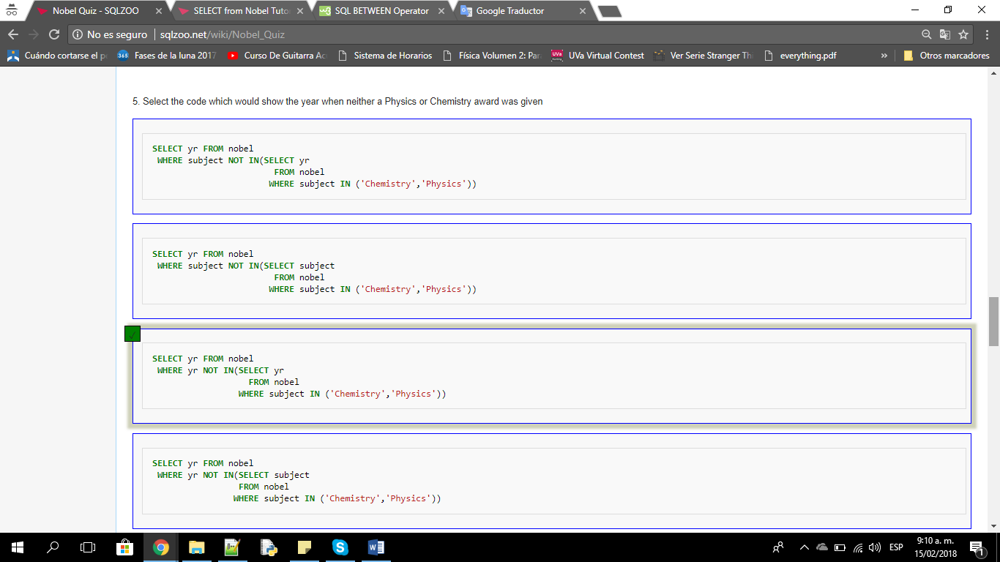 Nobel Quiz - SQLZOO
SELECT from Nobel Tuto
SQL BETWEEN Operator
Google Traductor
No es seguro
sqlzoo.net/wiki/Nobel_Quiz
Cuándo cortarse el p
365 Fases de la luna 2017
Curso De Guitarra Ac
Sistema de Horarios
Física Volumen 2: Par
UVa UVa Virtual Contest
Ver Serie Stranger Thi
everything.pdf
»
Otros marcadores
5. Select the code which would show the year when neither a Physics or Chemistry award was given
SELECT yr FROM nobel
WHERE subject NOT IN(SELECT yr
FROM nobel
WHERE subject IN ('Chemistry','Physics'))
SELECT yr FROM nobel
WHERE subject NOT IN(SELECT subject
FROM nobel
WHERE subject IN ('Chemistry','Physics'))
SELECT yr FROM nobel
WHERE yr NOT IN(SELECT yr
FROM nobel
WHERE subject IN ('Chemistry','Physics'))
SELECT yr FROM nobel
WHERE yr NOT IN(SELECT subject
FROM nobel
WHERE subject IN ('Chemistry','Physics'))
ESP
9:10 a. m.
15/02/2018
1